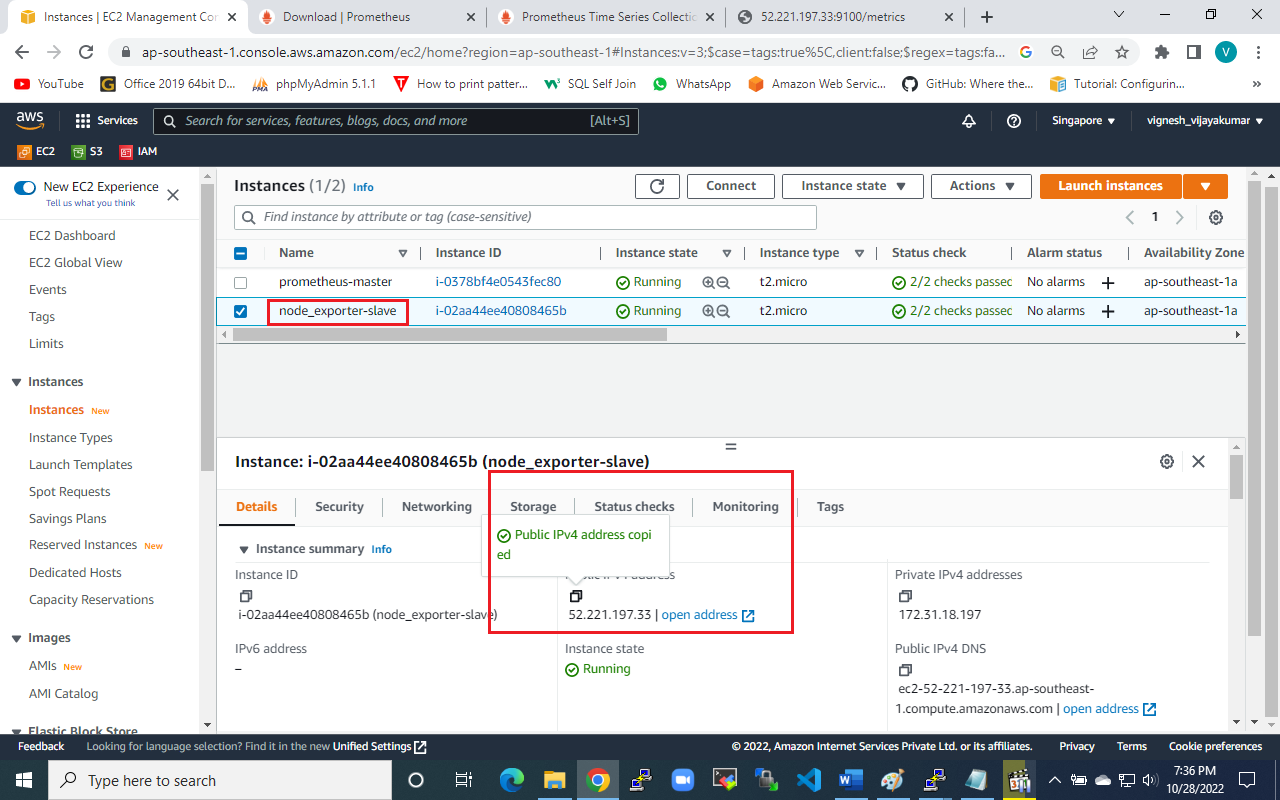 Instances | EC2 Management Cor
Download | Prometheus
Prometheus Time Series Collectio
52.221.197.33:9100/metrics
ap-southeast-1.console.aws.amazon.com/ec2/home?region=ap-southeast-1#Instances:v=3;$case=tags:true%5C,client:false;$regex=tags:fa...
V
YouTube
Office 2019 64bit D...
phpMyAdmin 5.1.1
How to print patter...
SQL Self Join
WhatsApp
Amazon Web Servic...
GitHub: Where the...
Tutorial: Configurin...
»
aws
Services
Search for services, features, blogs, docs, and more
[Alt+S]
Singapore
vignesh_vijayakumar
EC2
S3
IAM
New EC2 Experience
Tell us what you think
EC2 Dashboard
EC2 Global View
Events
Tags
Limits
Instances
Instances New
Instance Types
Launch Templates
Spot Requests
Savings Plans
Reserved Instances New
Dedicated Hosts
Capacity Reservations
Images
AMIs New
AMI Catalog
Elastic Block Store
Instances (1/2) Info
Connect
Instance state
Actions
Launch instances
Find instance by attribute or tag (case-sensitive)
1
Name Instance ID Instance state Instance type Status check Alarm status Availability Zone
prometheus-master i-0378bf4e0543fec80 Running t2.micro 2/2 checks passed No alarms ap-southeast-1a
node_exporter-slave i-02aa44ee40808465b Running t2.micro 2/2 checks passed No alarms ap-southeast-1a
Instance: i-02aa44ee40808465b (node_exporter-slave)
Details Security Networking Storage Status checks Monitoring Tags
Public IPv4 address copi
ed
Instance summary Info
Instance ID
i-02aa44ee40808465b (node_exporter-slave)
Public IPv4 address
52.221.197.33 | open address
Private IPv4 addresses
172.31.18.197
IPv6 address
–
Instance state
Running
Public IPv4 DNS
ec2-52-221-197-33.ap-southeast-
1.compute.amazonaws.com | open address
Feedback
Looking for language selection? Find it in the new Unified Settings
© 2022, Amazon Internet Services Private Ltd. or its affiliates.
Privacy
Terms
Cookie preferences
Type here to search
7:36 PM
10/28/2022